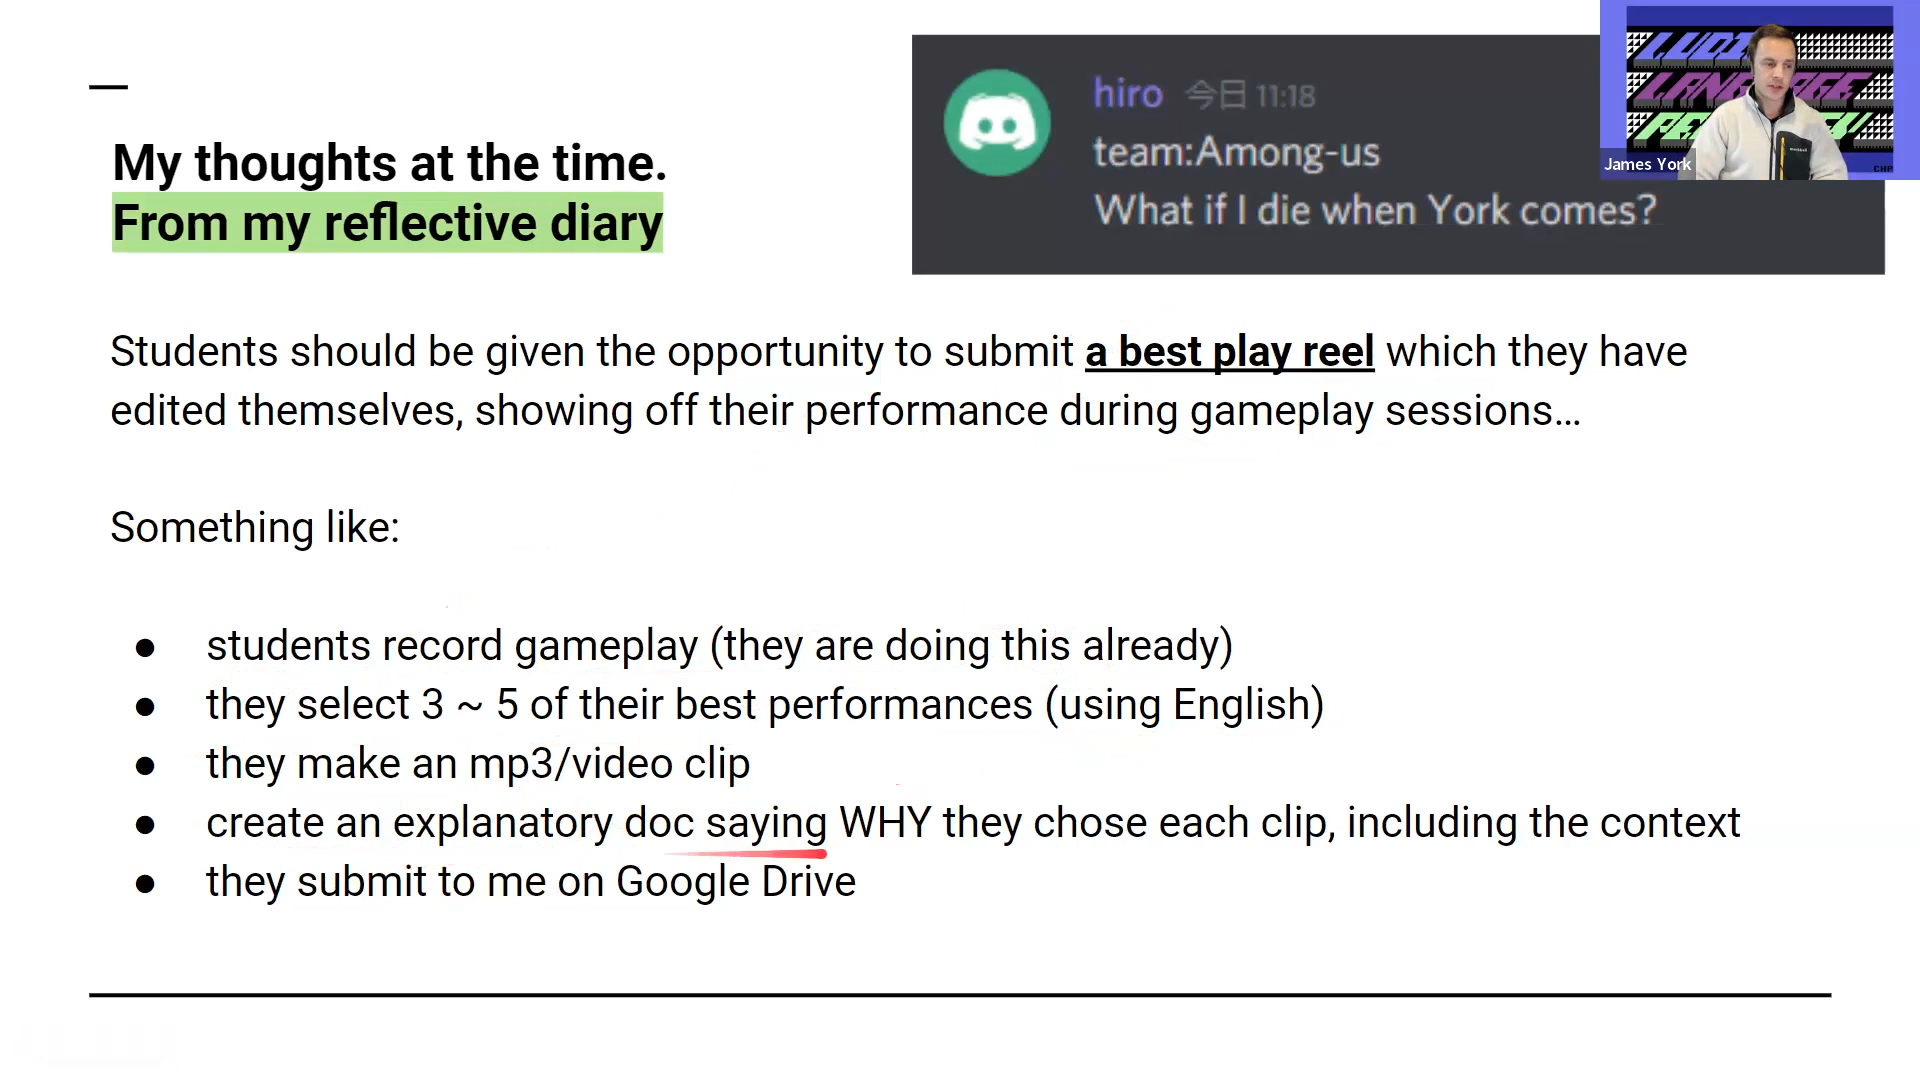 My thoughts at the time.
From my reflective diary
hiro 今日 11:18
team:Among-us
What if I die when York comes?
James York
Students should be given the opportunity to submit a best play reel which they have
edited themselves, showing off their performance during gameplay sessions…
Something like:
● students record gameplay (they are doing this already)
● they select 3 ~ 5 of their best performances (using English)
● they make an mp3/video clip
● create an explanatory doc saying WHY they chose each clip, including the context
● they submit to me on Google Drive